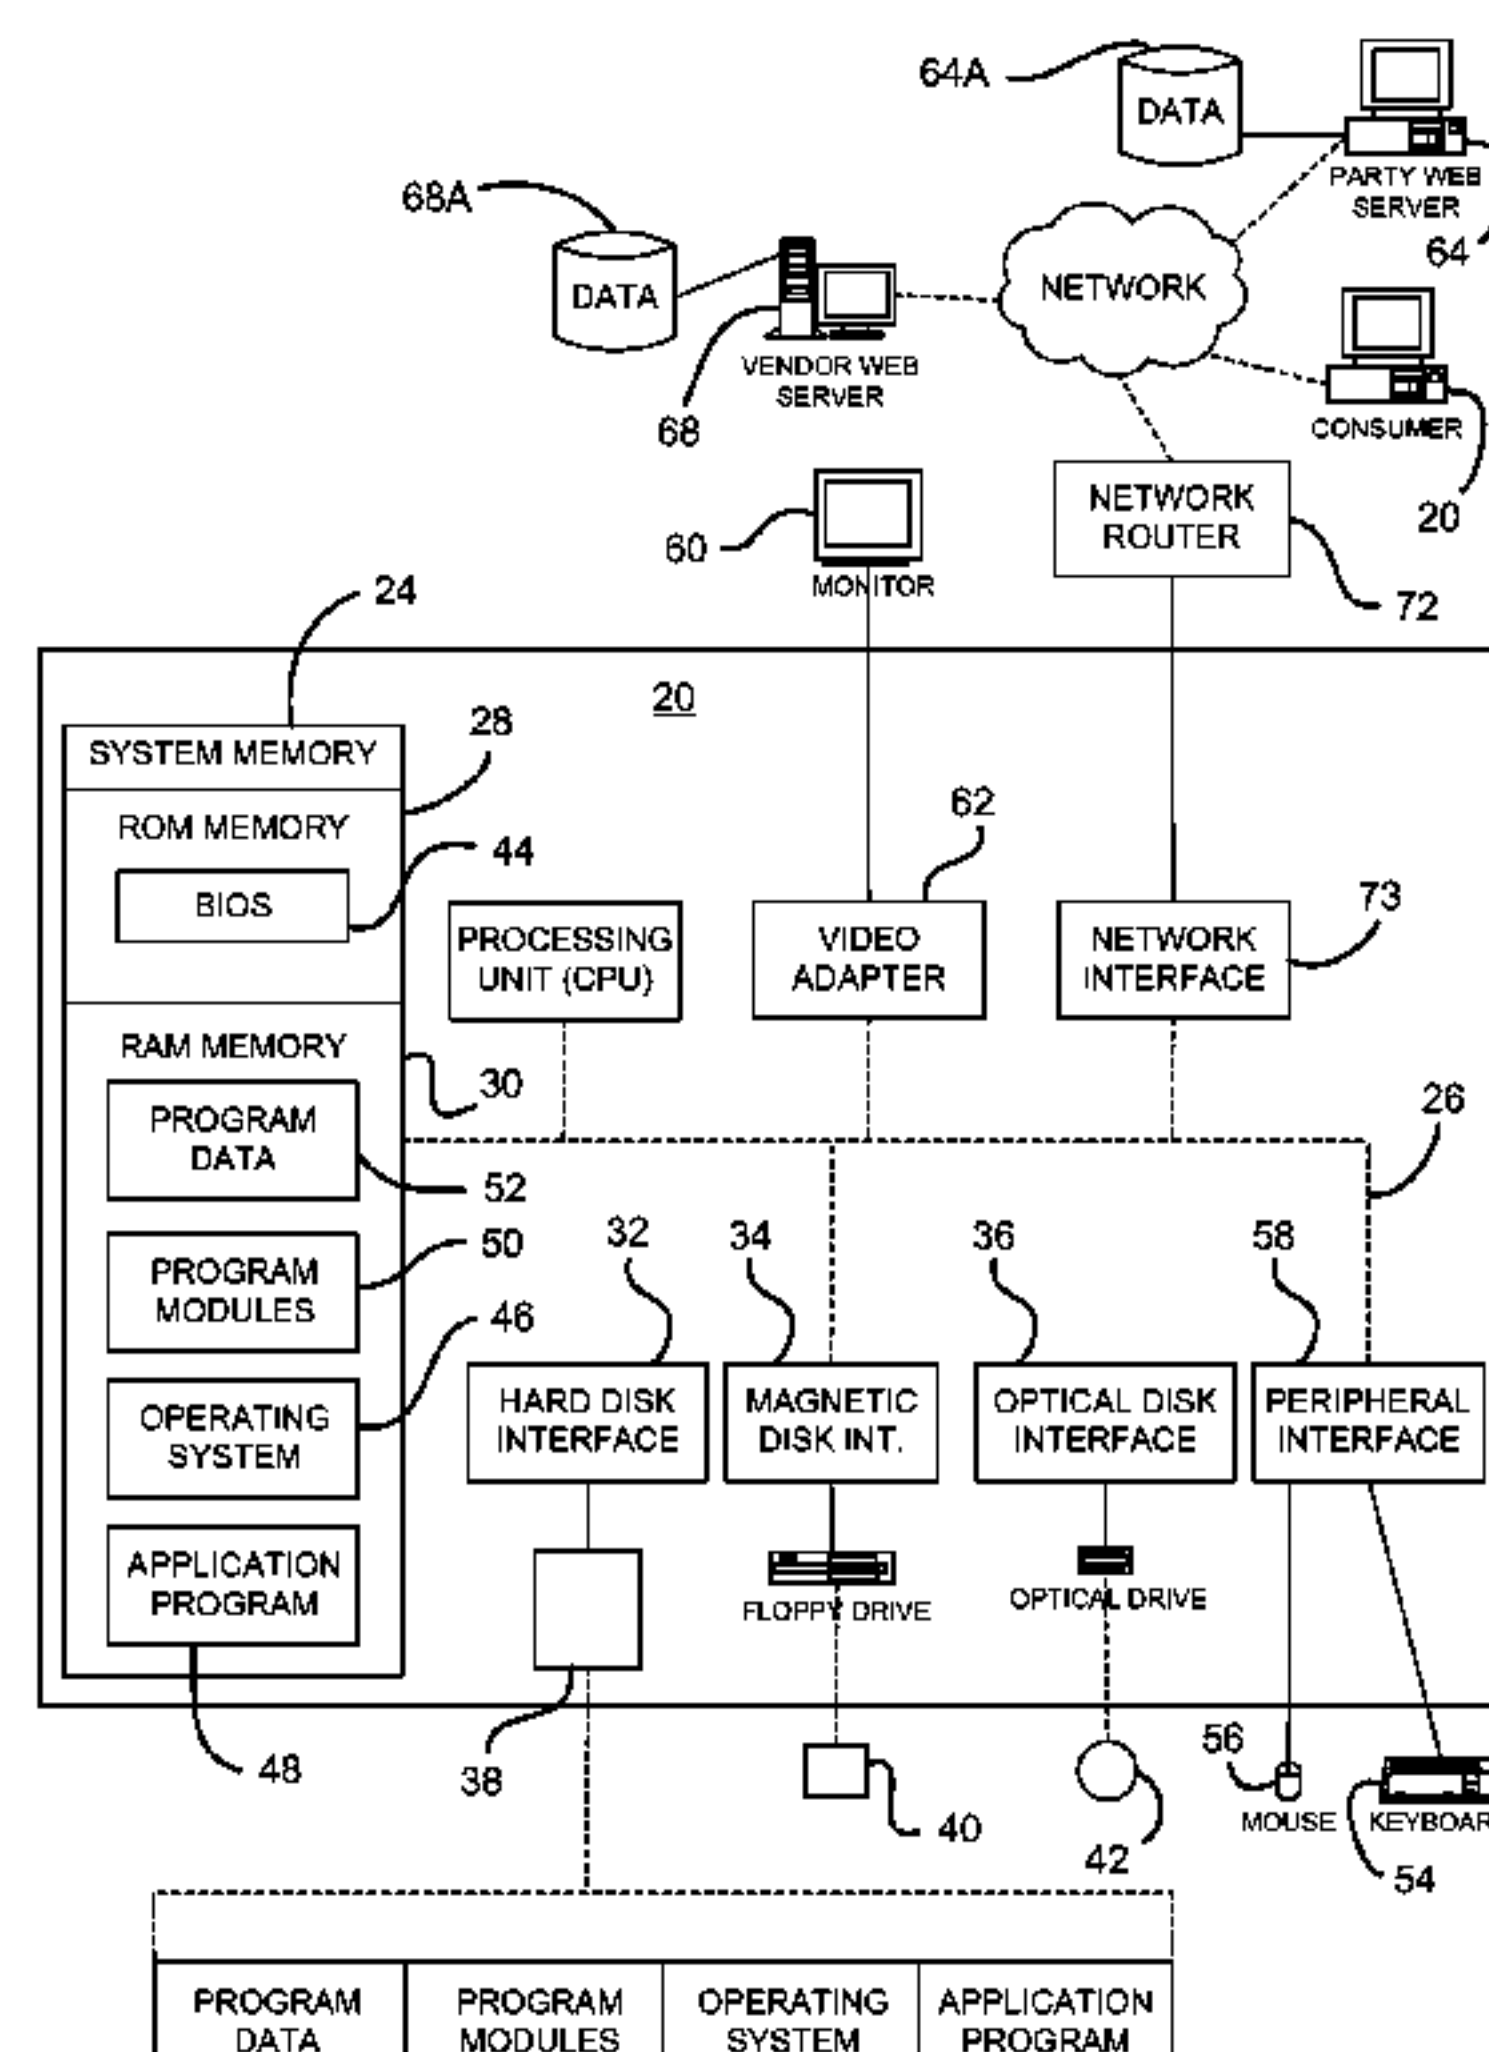 64A
DATA
PARTY WEB
SERVER
64
68A
DATA
VENDOR WEB
SERVER
68
NETWORK
CONSUMER
20
60
MONITOR
NETWORK
ROUTER
72
24
20
SYSTEM MEMORY
28
ROM MEMORY
44
BIOS
PROCESSING
UNIT (CPU)
62
VIDEO
ADAPTER
73
NETWORK
INTERFACE
RAM MEMORY
30
PROGRAM
DATA
52
26
PROGRAM
MODULES
50
OPERATING
SYSTEM
46
APPLICATION
PROGRAM
48
32
HARD DISK
INTERFACE
34
MAGNETIC
DISK INT.
36
OPTICAL DISK
INTERFACE
58
PERIPHERAL
INTERFACE
FLOPPY DRIVE
OPTICAL DRIVE
38
40
42
56
MOUSE
KEYBOAR
54
PROGRAM
DATA
PROGRAM
MODULES
OPERATING
SYSTEM
APPLICATION
PROGRAM